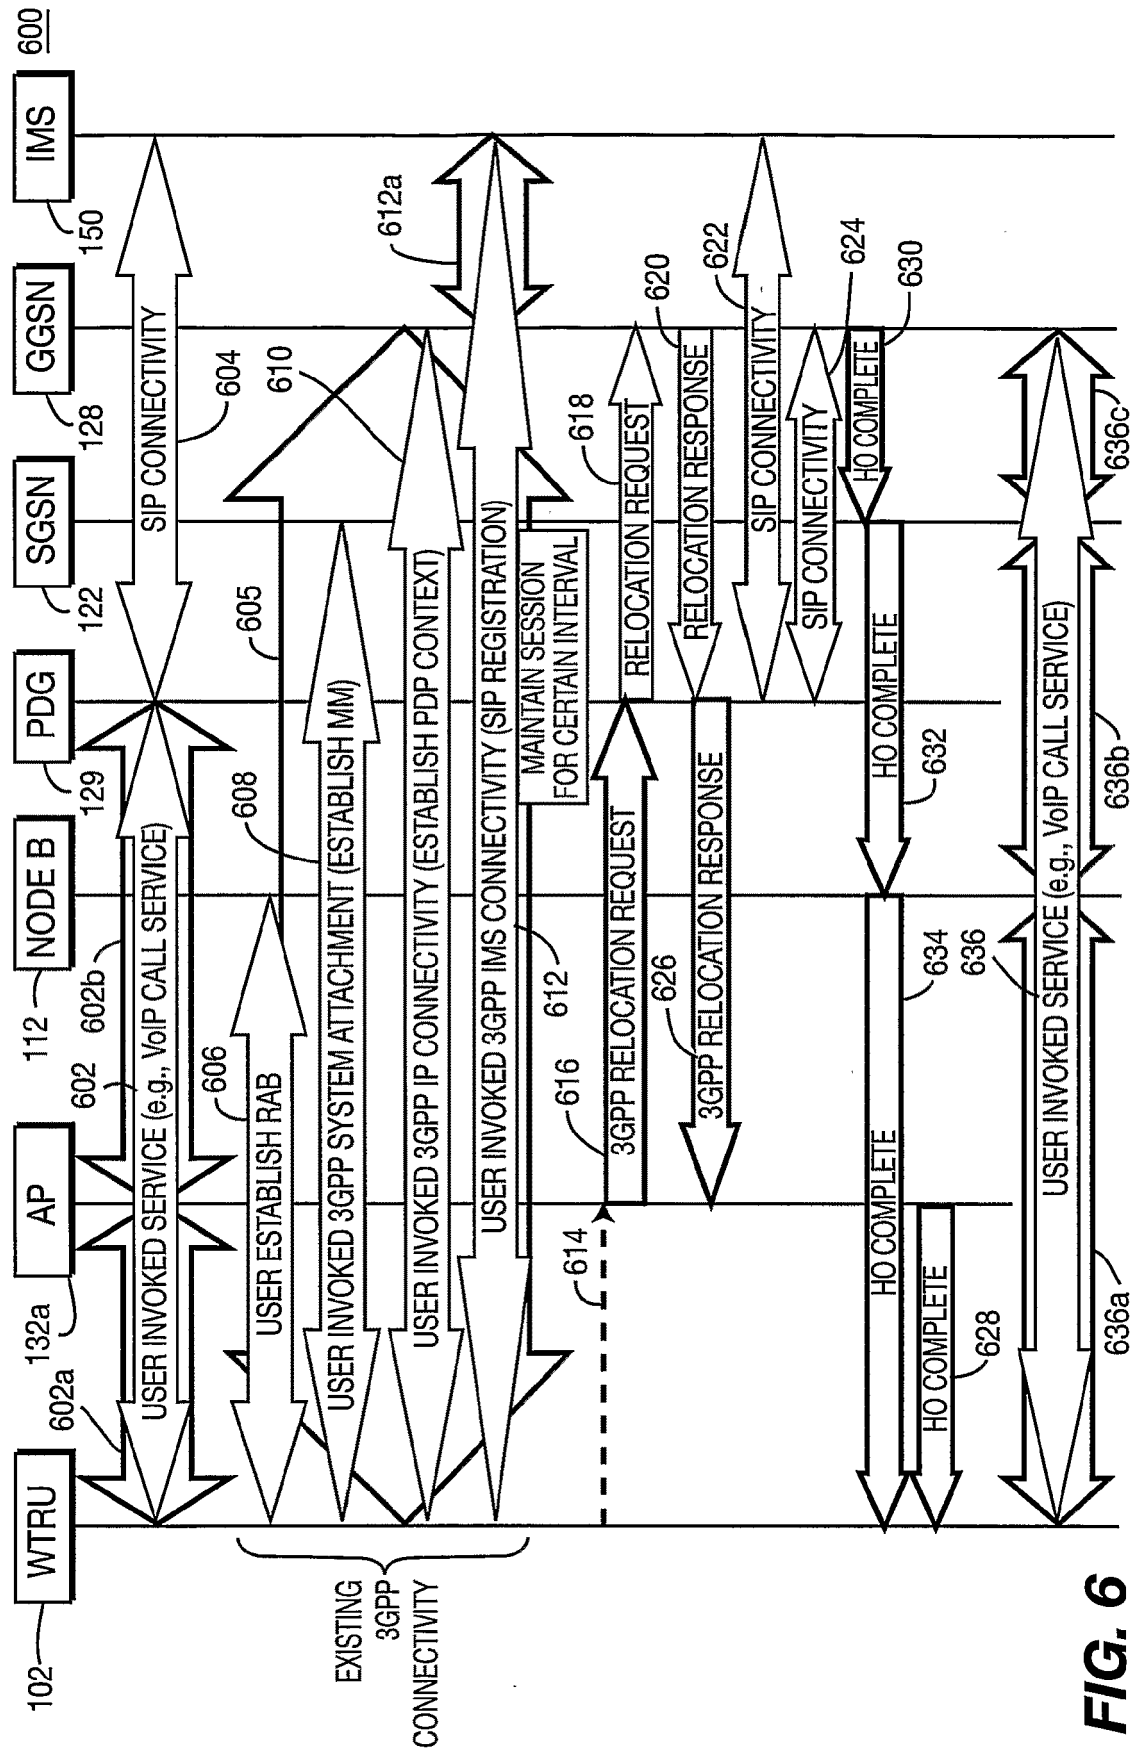 600
WTRU
AP
NODE B
PDG
SGSN
GGSN
IMS
102
132a
112
129
122
128
150
602a
602
602b
USER INVOKED SERVICE (e.g., VoIP CALL SERVICE)
SIP CONNECTIVITY
604
EXISTING
3GPP
CONNECTIVITY
605
606
USER ESTABLISH RAB
608
USER INVOKED 3GPP SYSTEM ATTACHMENT (ESTABLISH MM)
610
USER INVOKED 3GPP IP CONNECTIVITY (ESTABLISH PDP CONTEXT)
612a
USER INVOKED 3GPP IMS CONNECTIVITY (SIP REGISTRATION)
612
MAINTAIN SESSION
FOR CERTAIN INTERVAL
614
616
3GPP RELOCATION REQUEST
618
RELOCATION REQUEST
620
RELOCATION RESPONSE
626
3GPP RELOCATION RESPONSE
622
SIP CONNECTIVITY
624
SIP CONNECTIVITY
630
HO COMPLETE
HO COMPLETE
632
HO COMPLETE
634
HO COMPLETE
628
636
USER INVOKED SERVICE (e.g., VoIP CALL SERVICE)
636a
636b
636c
FIG. 6